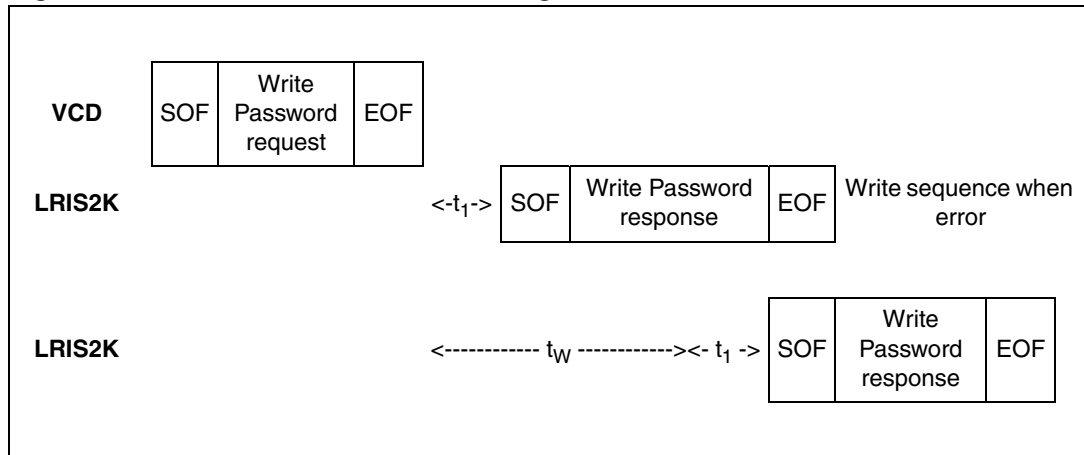 VCD SOF Write Password request EOF
LRIS2K <-t1-> SOF Write Password response EOF Write sequence when error
LRIS2K <------------ tW ------------><- t1 -> SOF Write Password response EOF